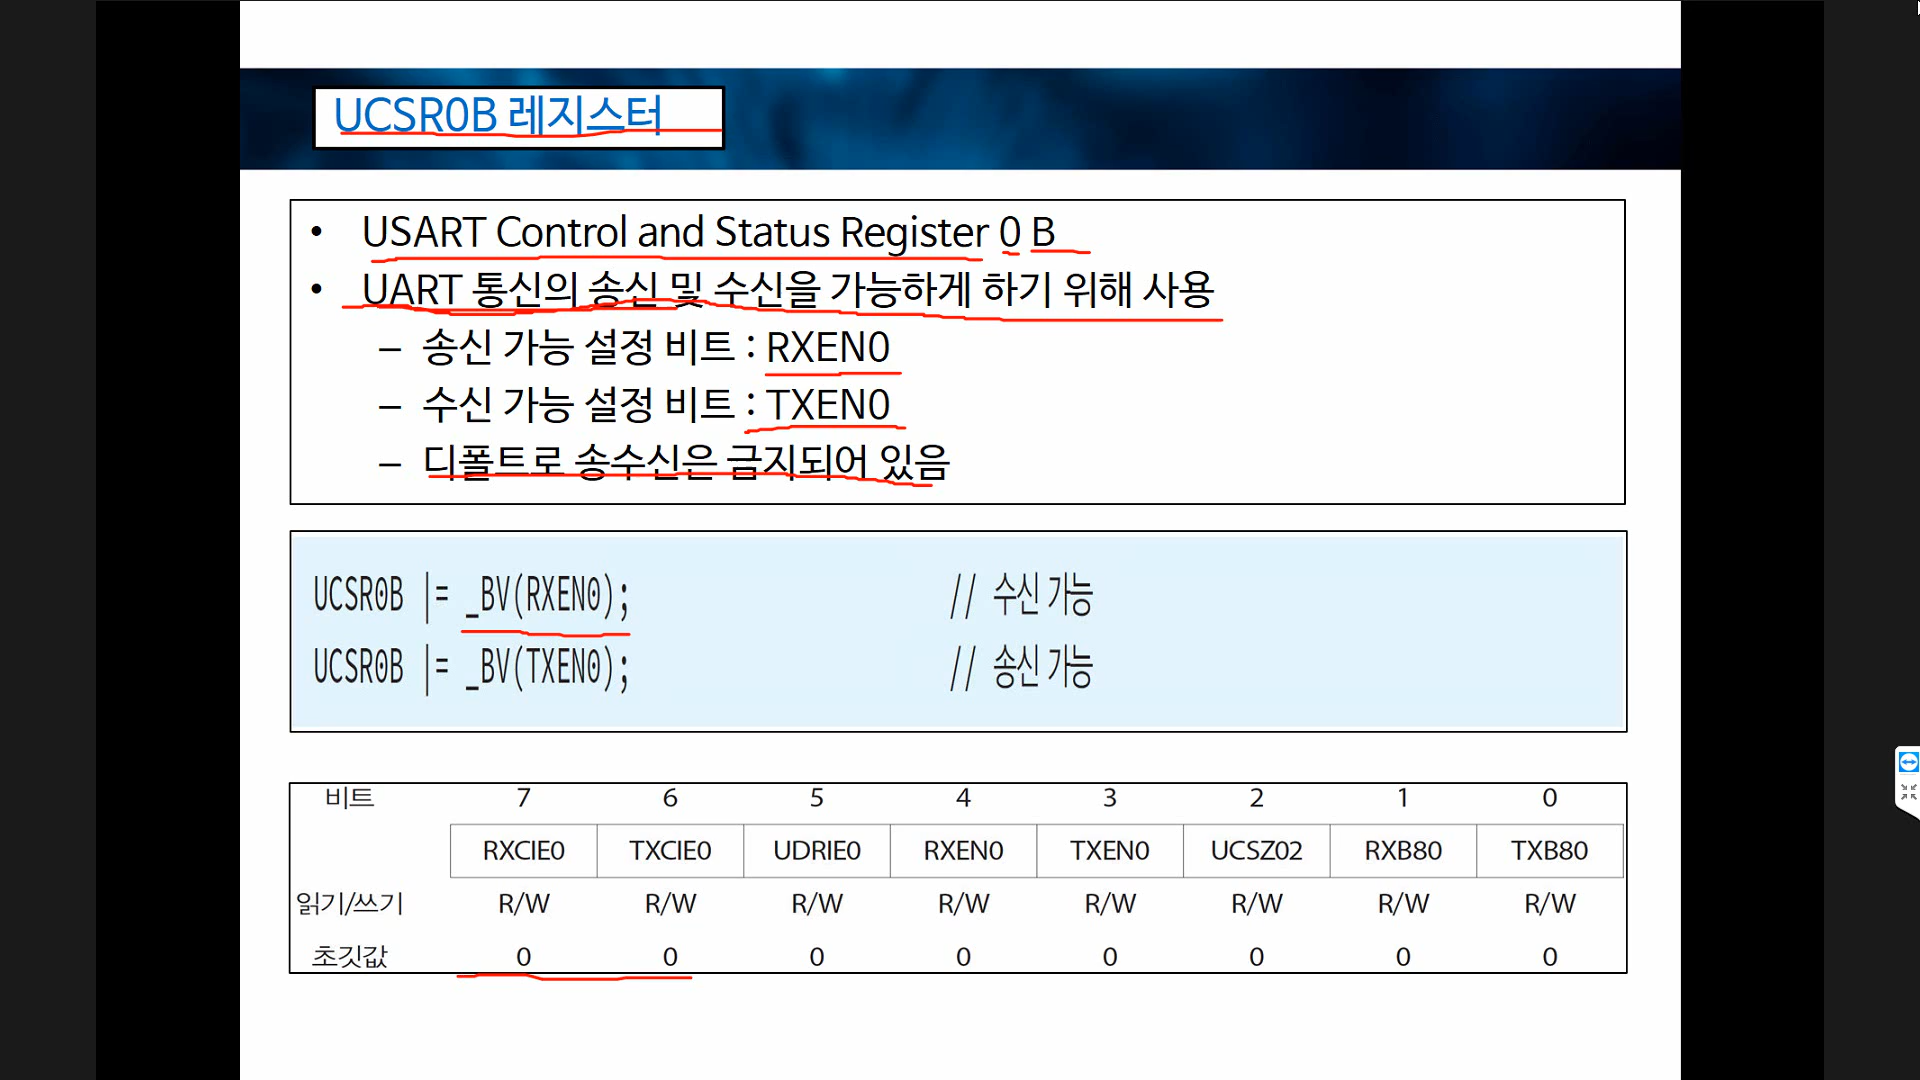 UCSR0B 레지스터
• USART Control and Status Register 0 B
• UART 통신의 송신 및 수신을 가능하게 하기 위해 사용
– 송신 가능 설정 비트 : RXEN0
– 수신 가능 설정 비트 : TXEN0
– 디폴트로 송수신은 금지되어 있음
UCSR0B |= _BV(RXEN0); // 수신 가능
UCSR0B |= _BV(TXEN0); // 송신 가능
비트 7 6 5 4 3 2 1 0
RXCIE0 TXCIE0 UDRIE0 RXEN0 TXEN0 UCSZ02 RXB80 TXB80
읽기/쓰기 R/W R/W R/W R/W R/W R/W R/W R/W
초깃값 0 0 0 0 0 0 0 0